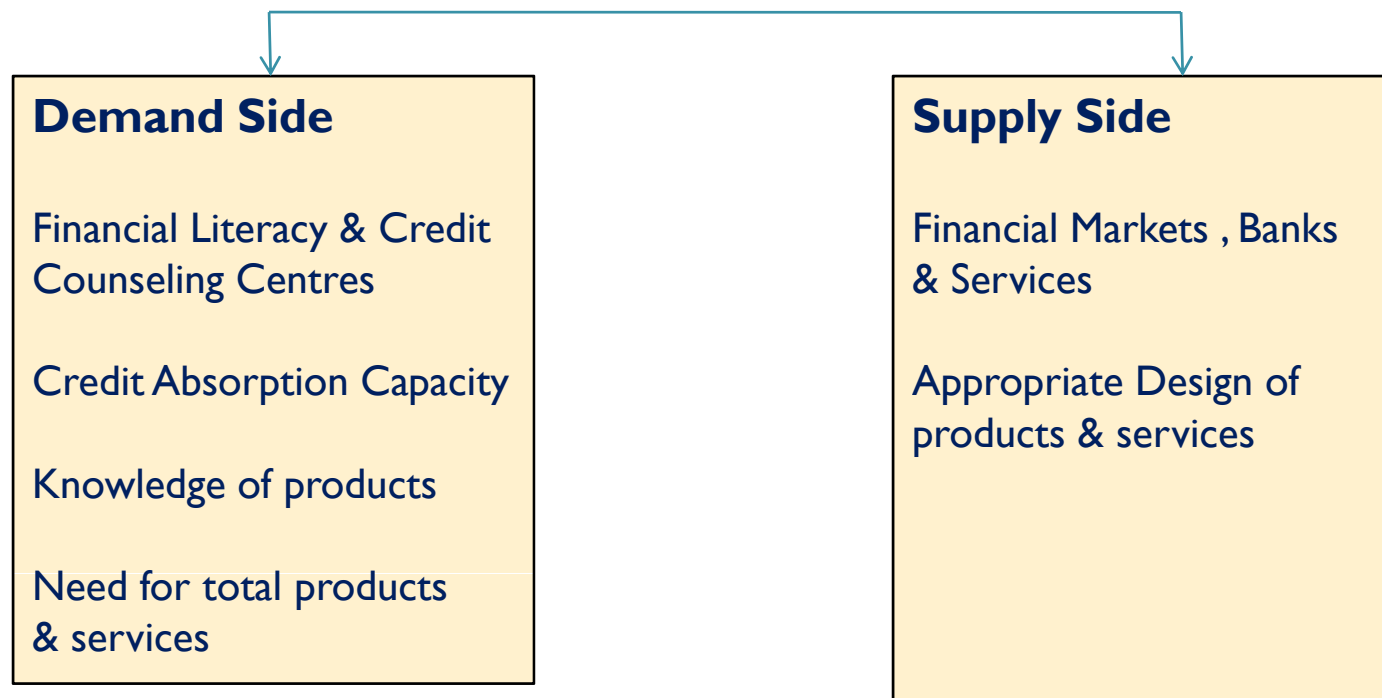 Demand Side
Financial Literacy & Credit
Counseling Centres
Credit Absorption Capacity
Knowledge of products
Need for total products
& services
Supply Side
Financial Markets , Banks
& Services
Appropriate Design of
products & services